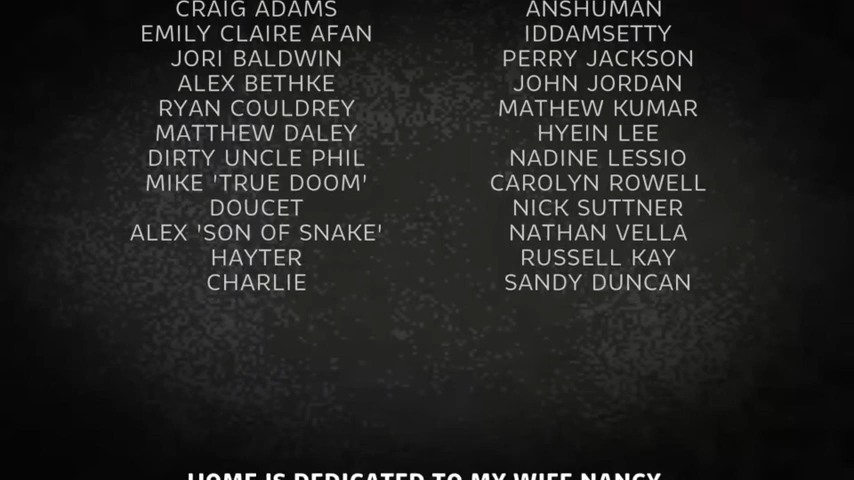 CRAIG ADAMS
EMILY CLAIRE AFAN
JORI BALDWIN
ALEX BETHKE
RYAN COULDREY
MATTHEW DALEY
DIRTY UNCLE PHIL
MIKE 'TRUE DOOM'
DOUCET
ALEX 'SON OF SNAKE'
HAYTER
CHARLIE
ANSHUMAN
IDDAMSETTY
PERRY JACKSON
JOHN JORDAN
MATHEW KUMAR
HYEIN LEE
NADINE LESSIO
CAROLYN ROWELL
NICK SUTTNER
NATHAN VELLA
RUSSELL KAY
SANDY DUNCAN
HOME IS DEDICATED TO MY WIFE NANCY